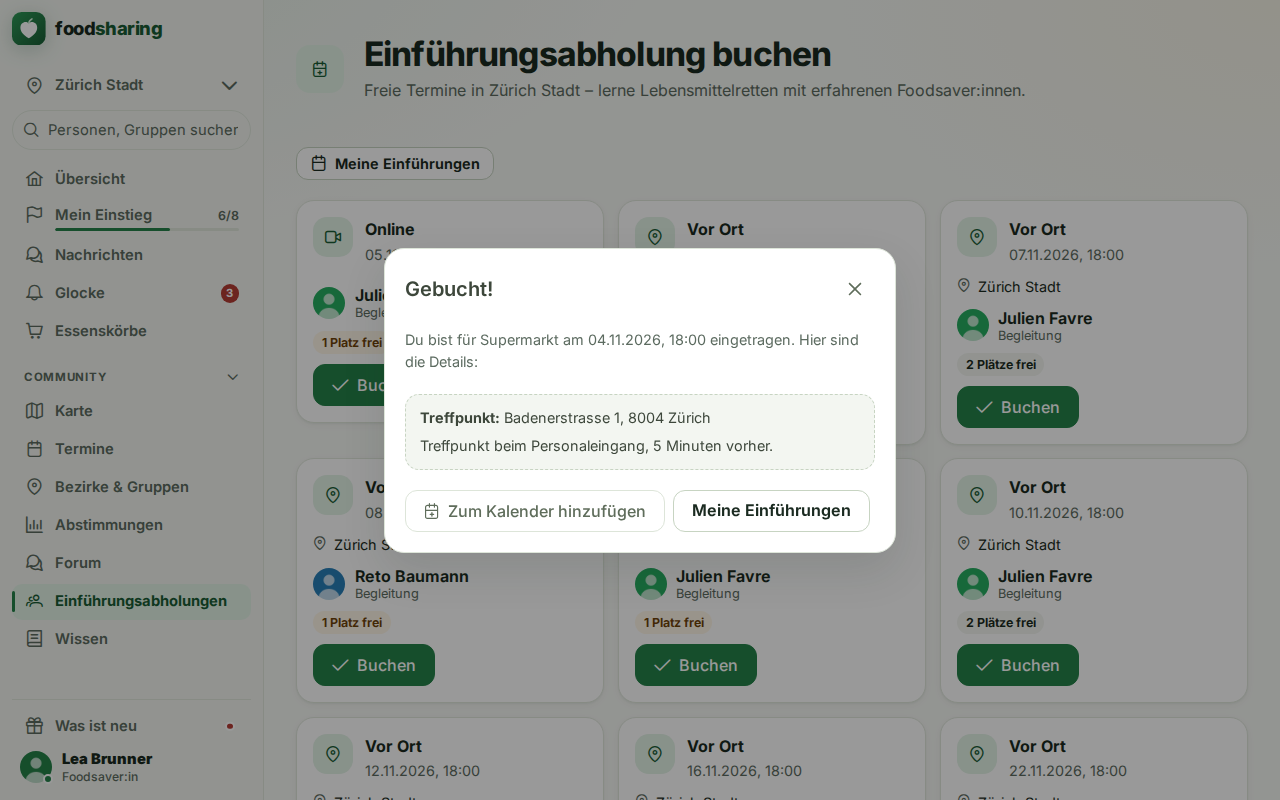 foodsharing
Zürich Stadt
Personen, Gruppen sucher
Übersicht
Mein Einstieg 6/8
Nachrichten
Glocke 3
Essenskörbe
COMMUNITY
Karte
Termine
Bezirke & Gruppen
Abstimmungen
Forum
Einführungsabholungen
Wissen
Was ist neu
Lea Brunner
Foodsaver:in
Einführungsabholung buchen
Freie Termine in Zürich Stadt – lerne Lebensmittelretten mit erfahrenen Foodsaver:innen.
Meine Einführungen
Online
05.
1 Platz frei
Vor Ort
Vor Ort
07.11.2026, 18:00
Zürich Stadt
Julien Favre
Begleitung
2 Plätze frei
Buchen
Gebucht!
Du bist für Supermarkt am 04.11.2026, 18:00 eingetragen. Hier sind
die Details:
Treffpunkt: Badenerstrasse 1, 8004 Zürich
Treffpunkt beim Personaleingang, 5 Minuten vorher.
Zum Kalender hinzufügen
Meine Einführungen
08
Zürich S
Reto Baumann
Begleitung
1 Platz frei
Buchen
Julien Favre
Begleitung
1 Platz frei
Buchen
Vor Ort
10.11.2026, 18:00
Zürich Stadt
Julien Favre
Begleitung
2 Plätze frei
Buchen
Vor Ort
12.11.2026, 18:00
Vor Ort
16.11.2026, 18:00
Vor Ort
22.11.2026, 18:00